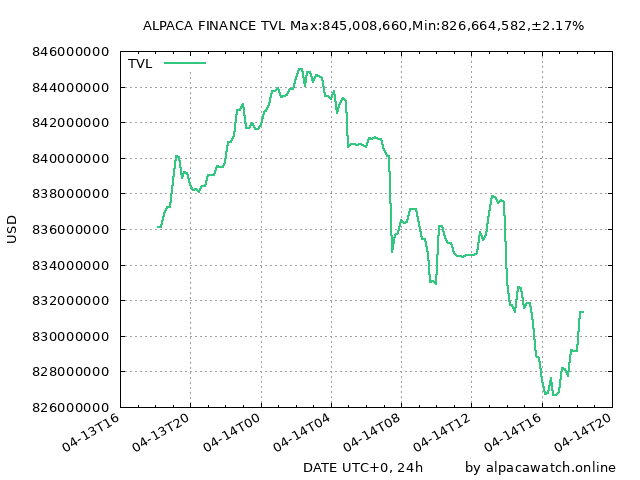 ALPACA FINANCE TVL Max:845,008,660,Min:826,664,582,±2.17%
846000000
TVL
844000000
842000000
840000000
838000000
836000000
USD
834000000
832000000
830000000
828000000
826000000
04-13T16
04-13T20
04-14T00
04-14T04
04-14T08
04-14T12
04-14T16
04-14T20
DATE UTC+0, 24h
by alpacawatch.online